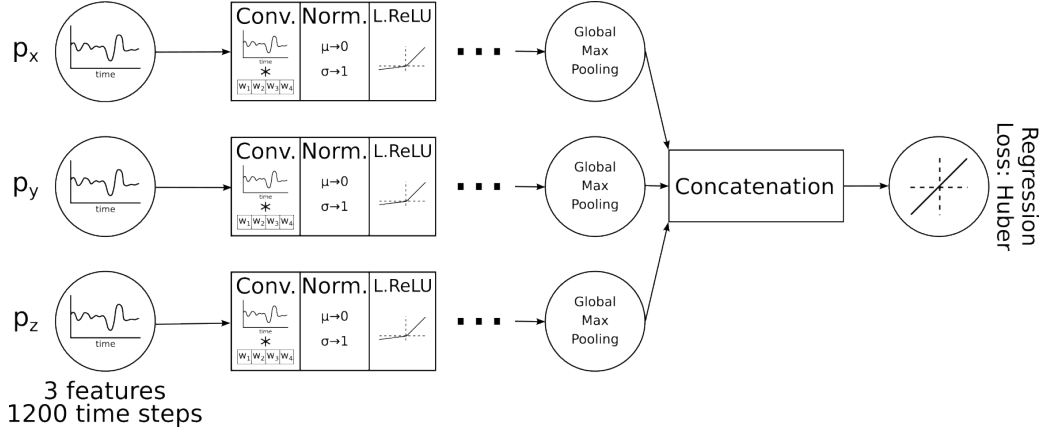 pₓ
time
Conv.
time
*
w₁ w₂ w₃ w₄
Norm.
μ→0
σ→1
L.ReLU
...
Global
Max
Pooling
p_y
time
Conv.
time
*
w₁ w₂ w₃ w₄
Norm.
μ→0
σ→1
L.ReLU
...
Global
Max
Pooling
Concatenation
Regression
Loss: Huber
p_z
time
Conv.
time
*
w₁ w₂ w₃ w₄
Norm.
μ→0
σ→1
L.ReLU
...
Global
Max
Pooling
3 features
1200 time steps